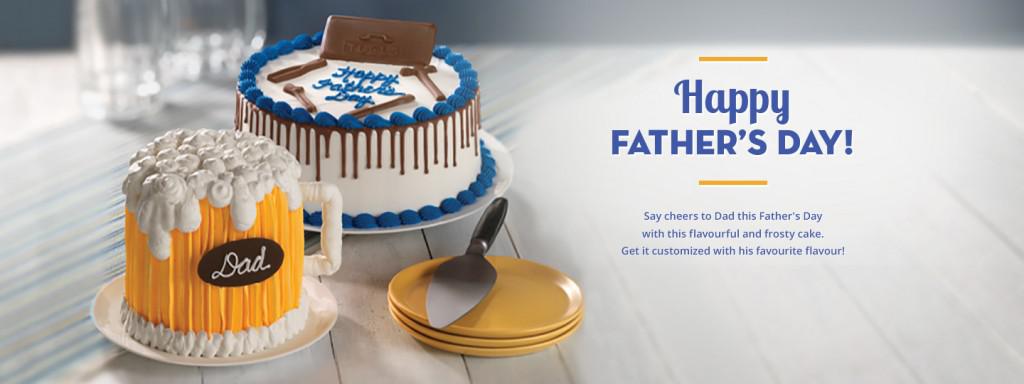 Happy
Father's
Day
Dad
Happy
FATHER'S DAY!
Say cheers to Dad this Father's Day
with this flavourful and frosty cake.
Get it customized with his favourite flavour!